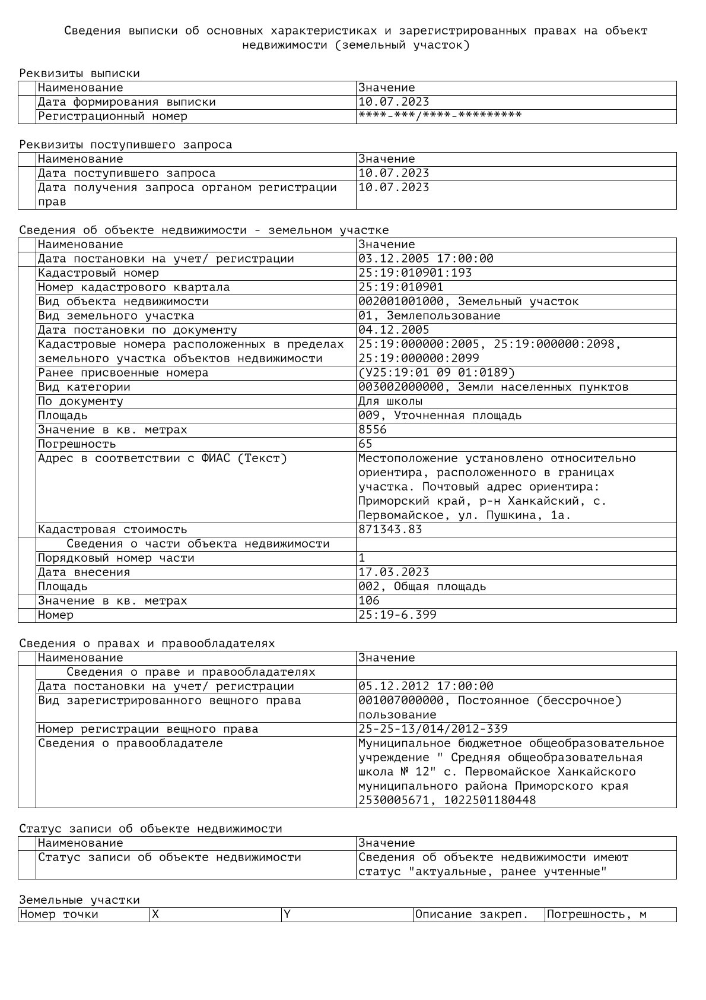 Сведения выписки об основных характеристиках и зарегистрированных правах на объект
недвижимости (земельный участок)
Реквизиты выписки
Наименование Значение
Дата формирования выписки 10.07.2023
Регистрационный номер ****-***/****-*********
Реквизиты поступившего запроса
Наименование Значение
Дата поступившего запроса 10.07.2023
Дата получения запроса органом регистрации 10.07.2023
прав
Сведения об объекте недвижимости - земельном участке
Наименование Значение
Дата постановки на учет/ регистрации 03.12.2005 17:00:00
Кадастровый номер 25:19:010901:193
Номер кадастрового квартала 25:19:010901
Вид объекта недвижимости 002001001000, Земельный участок
Вид земельного участка 01, Землепользование
Дата постановки по документу 04.12.2005
Кадастровые номера расположенных в пределах 25:19:000000:2005, 25:19:000000:2098,
земельного участка объектов недвижимости 25:19:000000:2099
Ранее присвоенные номера (У25:19:01 09 01:0189)
Вид категории 003002000000, Земли населенных пунктов
По документу Для школы
Площадь 009, Уточненная площадь
Значение в кв. метрах 8556
Погрешность 65
Адрес в соответствии с ФИАС (Текст) Местоположение установлено относительно
ориентира, расположенного в границах
участка. Почтовый адрес ориентира:
Приморский край, р-н Ханкайский, с.
Первомайское, ул. Пушкина, 1а.
Кадастровая стоимость 871343.83
Сведения о части объекта недвижимости
Порядковый номер части 1
Дата внесения 17.03.2023
Площадь 002, Общая площадь
Значение в кв. метрах 106
Номер 25:19-6.399
Сведения о правах и правообладателях
Наименование Значение
Сведения о праве и правообладателях
Дата постановки на учет/ регистрации 05.12.2012 17:00:00
Вид зарегистрированного вещного права 001007000000, Постоянное (бессрочное)
пользование
Номер регистрации вещного права 25-25-13/014/2012-339
Сведения о правообладателе Муниципальное бюджетное общеобразовательное
учреждение " Средняя общеобразовательная
школа № 12" с. Первомайское Ханкайского
муниципального района Приморского края
2530005671, 1022501180448
Статус записи об объекте недвижимости
Наименование Значение
Статус записи об объекте недвижимости Сведения об объекте недвижимости имеют
статус "актуальные, ранее учтенные"
Земельные участки
Номер точки X Y Описание закреп. Погрешность, м